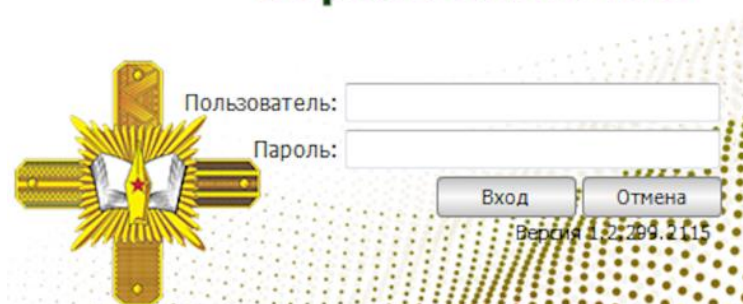 Пользователь:
Пароль:
Вход Отмена
Версия 1.2.299.2115